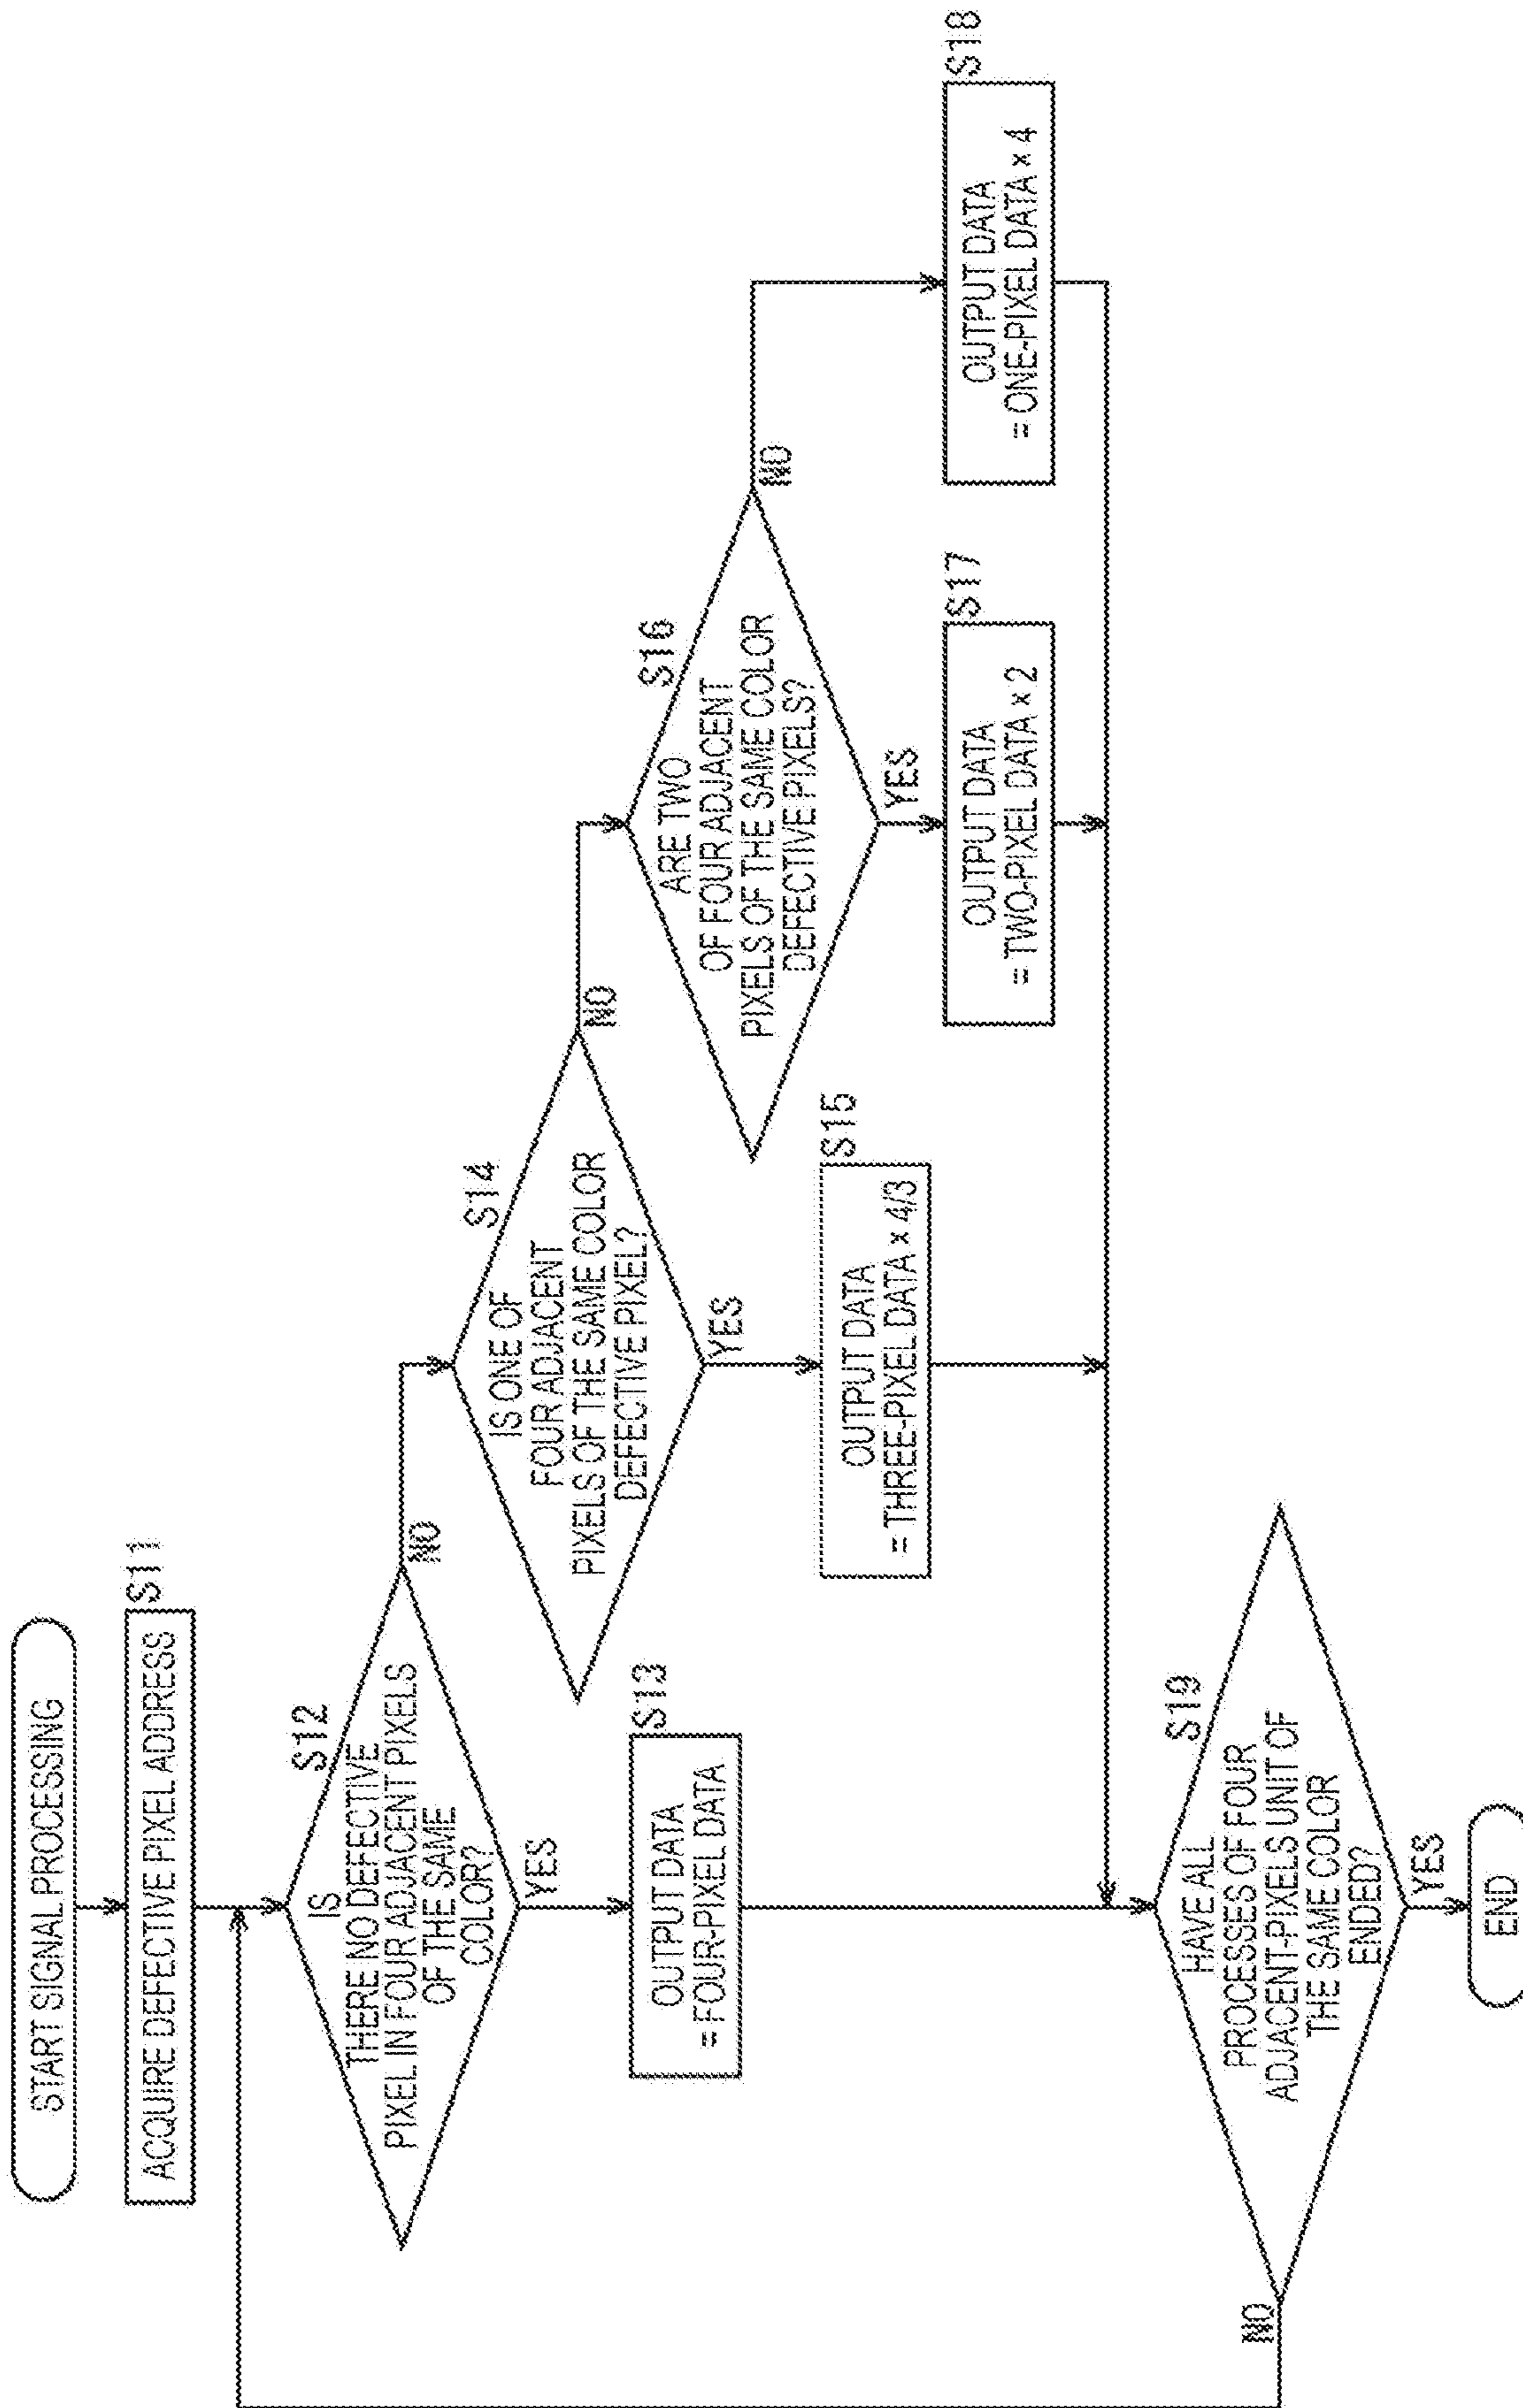 START SIGNAL PROCESSING
ACQUIRE DEFECTIVE PIXEL ADDRESS
S11
IS
THERE NO DEFECTIVE
PIXEL IN FOUR ADJACENT PIXELS
OF THE SAME
COLOR?
S12
NO
YES
OUTPUT DATA
= FOUR-PIXEL DATA
S13
IS ONE OF
FOUR ADJACENT
PIXELS OF THE SAME COLOR
DEFECTIVE PIXEL?
S14
NO
YES
OUTPUT DATA
= THREE-PIXEL DATA × 4/3
S15
ARE TWO
OF FOUR ADJACENT
PIXELS OF THE SAME COLOR
DEFECTIVE PIXELS?
S16
NO
YES
OUTPUT DATA
= TWO-PIXEL DATA × 2
S17
OUTPUT DATA
= ONE-PIXEL DATA × 4
S18
HAVE ALL
PROCESSES OF FOUR
ADJACENT-PIXELS UNIT OF
THE SAME COLOR
ENDED?
S19
NO
YES
END